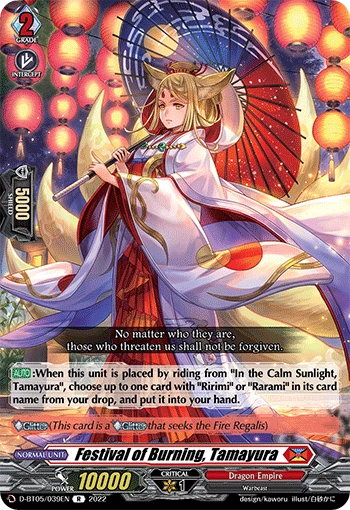 2
GRADE
INTERCEPT
5000
SHIELD
No matter who they are,
those who threaten us shall not be forgiven.
AUTO:When this unit is placed by riding from "In the Calm Sunlight,
Tamayura", choose up to one card with "Ririmi" or "Rarami" in its card
name from your drop, and put it into your hand.
(This card is a that seeks the Fire Regalis)
NORMAL UNIT Festival of Burning, Tamayura
POWER 10000 CRITICAL 1 Dragon Empire
Warbeast
D-BT05/039EN R 2022 design/kaworu illust/白砂かに